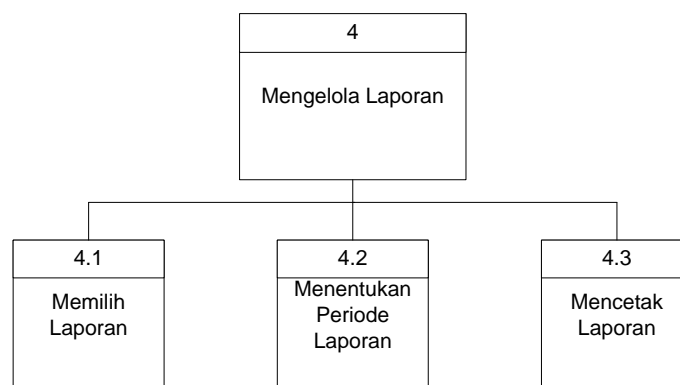 4
Mengelola Laporan
4.1
Memilih
Laporan
4.2
Menentukan
Periode
Laporan
4.3
Mencetak
Laporan